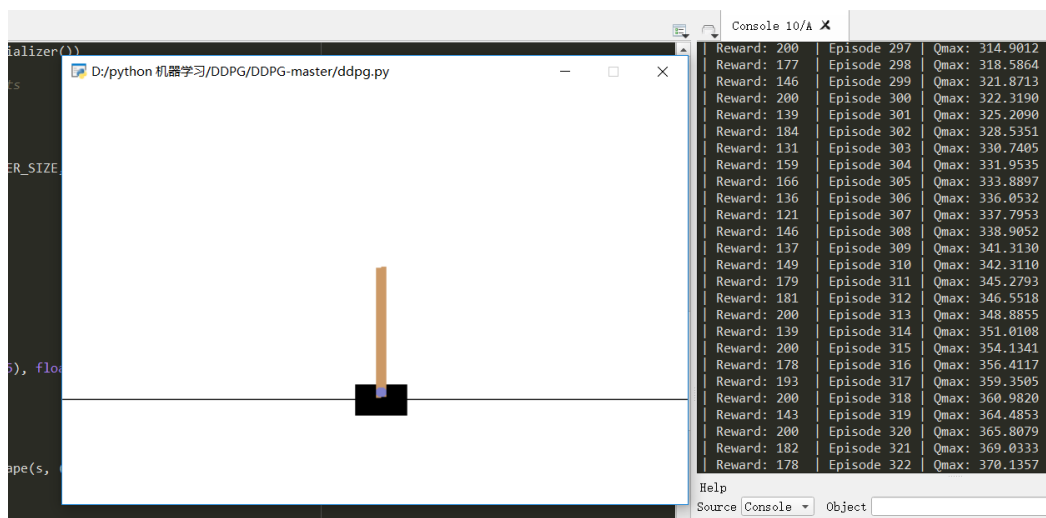 Console 10/A
ializer())
D:/python 机器学习/DDPG/DDPG-master/ddpg.py
ts
ER_SIZE,
5), floa
ape(s, (
| Reward: 200 | Episode 297 | Qmax: 314.9012
| Reward: 177 | Episode 298 | Qmax: 318.5864
| Reward: 146 | Episode 299 | Qmax: 321.8713
| Reward: 200 | Episode 300 | Qmax: 322.3190
| Reward: 139 | Episode 301 | Qmax: 325.2090
| Reward: 184 | Episode 302 | Qmax: 328.5351
| Reward: 131 | Episode 303 | Qmax: 330.7405
| Reward: 159 | Episode 304 | Qmax: 331.9535
| Reward: 166 | Episode 305 | Qmax: 333.8897
| Reward: 136 | Episode 306 | Qmax: 336.0532
| Reward: 121 | Episode 307 | Qmax: 337.7953
| Reward: 146 | Episode 308 | Qmax: 338.9052
| Reward: 137 | Episode 309 | Qmax: 341.3130
| Reward: 149 | Episode 310 | Qmax: 342.3110
| Reward: 179 | Episode 311 | Qmax: 345.2793
| Reward: 181 | Episode 312 | Qmax: 346.5518
| Reward: 200 | Episode 313 | Qmax: 348.8855
| Reward: 139 | Episode 314 | Qmax: 351.0108
| Reward: 200 | Episode 315 | Qmax: 354.1341
| Reward: 178 | Episode 316 | Qmax: 356.4117
| Reward: 193 | Episode 317 | Qmax: 359.3505
| Reward: 200 | Episode 318 | Qmax: 360.9820
| Reward: 143 | Episode 319 | Qmax: 364.4853
| Reward: 200 | Episode 320 | Qmax: 365.8079
| Reward: 182 | Episode 321 | Qmax: 369.0333
| Reward: 178 | Episode 322 | Qmax: 370.1357
Help
Source Console Object